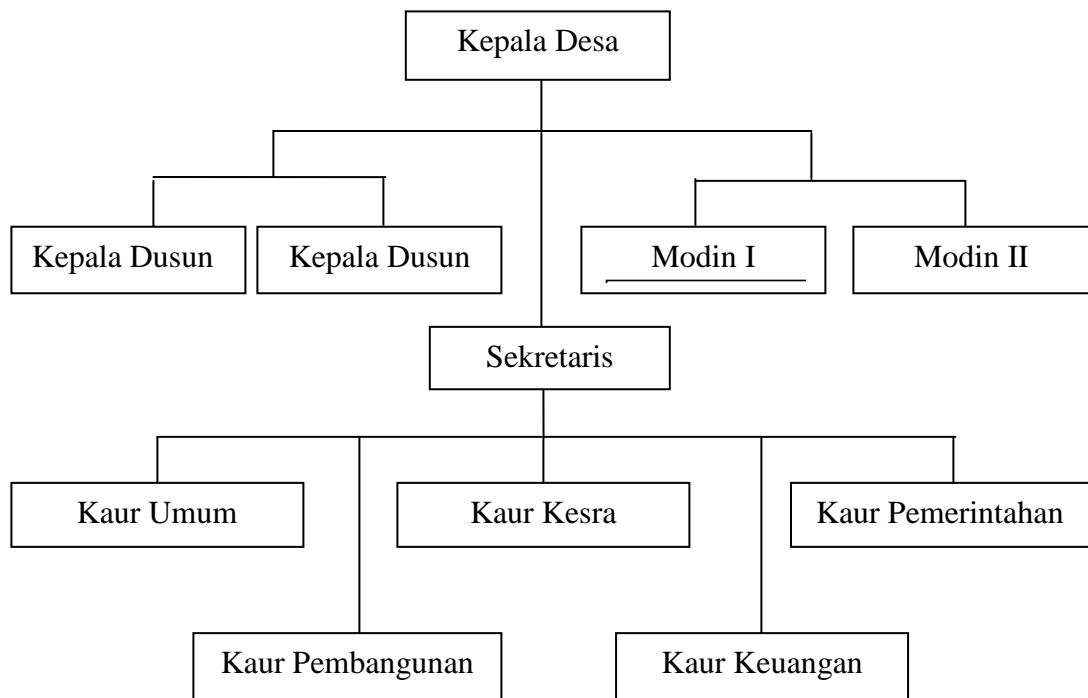 Kepala Desa
Kepala Dusun
Kepala Dusun
Modin I
Modin II
Sekretaris
Kaur Umum
Kaur Kesra
Kaur Pemerintahan
Kaur Pembangunan
Kaur Keuangan